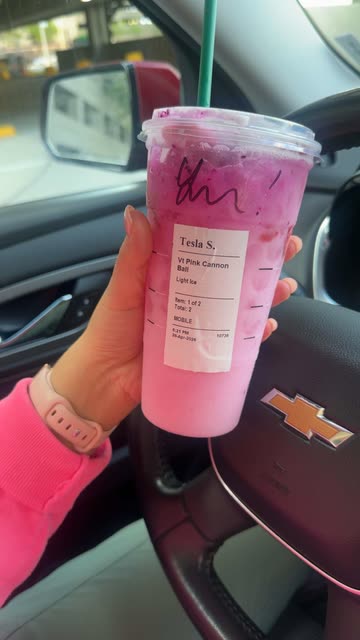 Tesla S.
Vt Pink Cannon
Ball
Light Ice
Item: 1 of 2
Total: 2
MOBILE